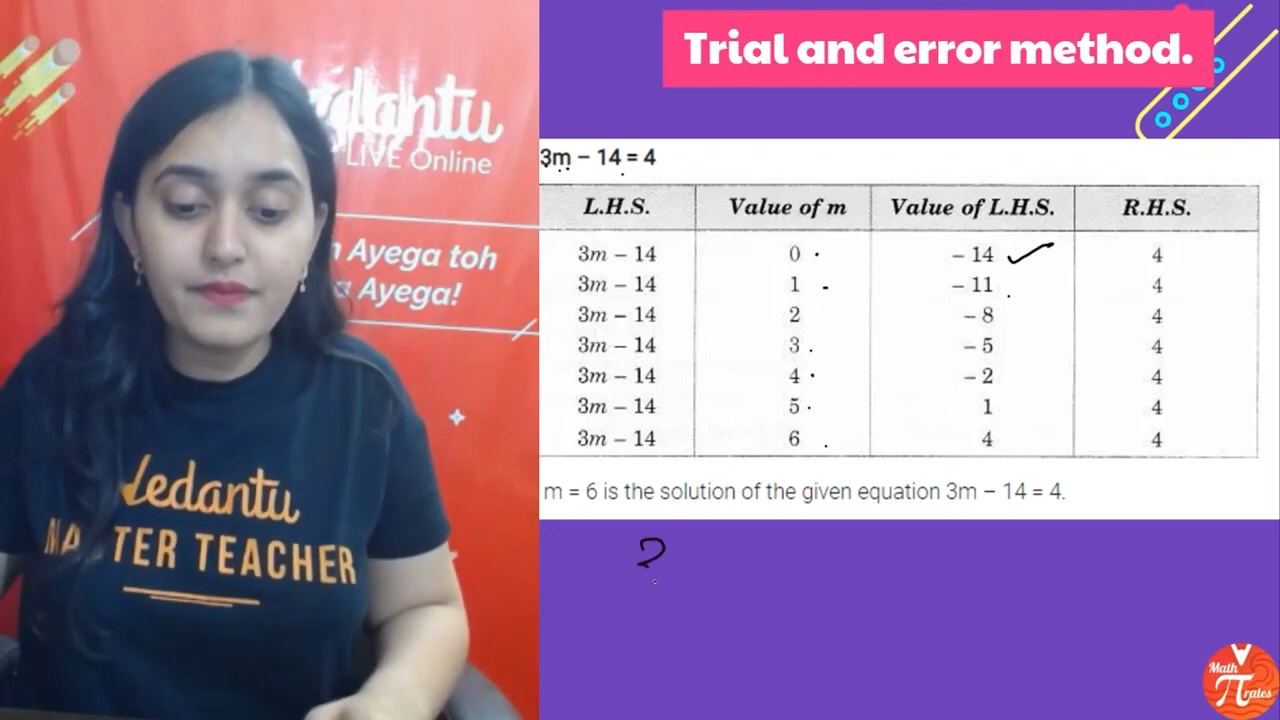 Trial and error method.
edantu
LIVE Online
Ayega toh
Ayega!
Vedantu
MASTER TEACHER
3m – 14 = 4
L.H.S. Value of m Value of L.H.S. R.H.S.
3m – 14 0 – 14 4
3m – 14 1 – 11 4
3m – 14 2 – 8 4
3m – 14 3 – 5 4
3m – 14 4 – 2 4
3m – 14 5 1 4
3m – 14 6 4 4
m = 6 is the solution of the given equation 3m – 14 = 4.
?
V
Math
π rates